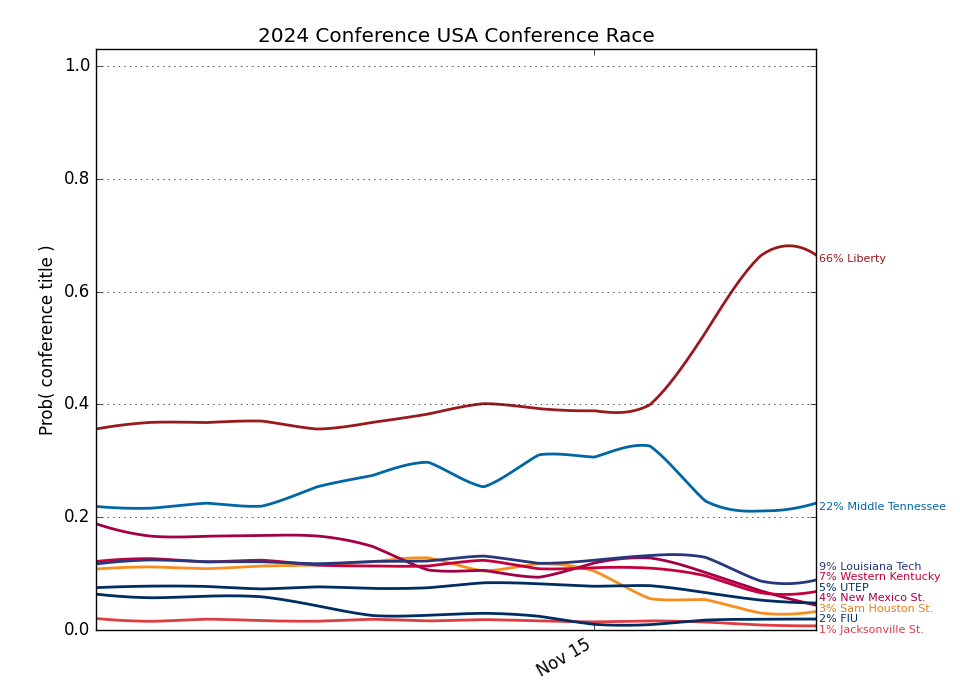 2024 Conference USA Conference Race
Prob( conference title )
1.0
0.8
0.6
0.4
0.2
0.0
Nov 15
66% Liberty
22% Middle Tennessee
9% Louisiana Tech
7% Western Kentucky
5% UTEP
4% New Mexico St.
3% Sam Houston St.
2% FIU
1% Jacksonville St.